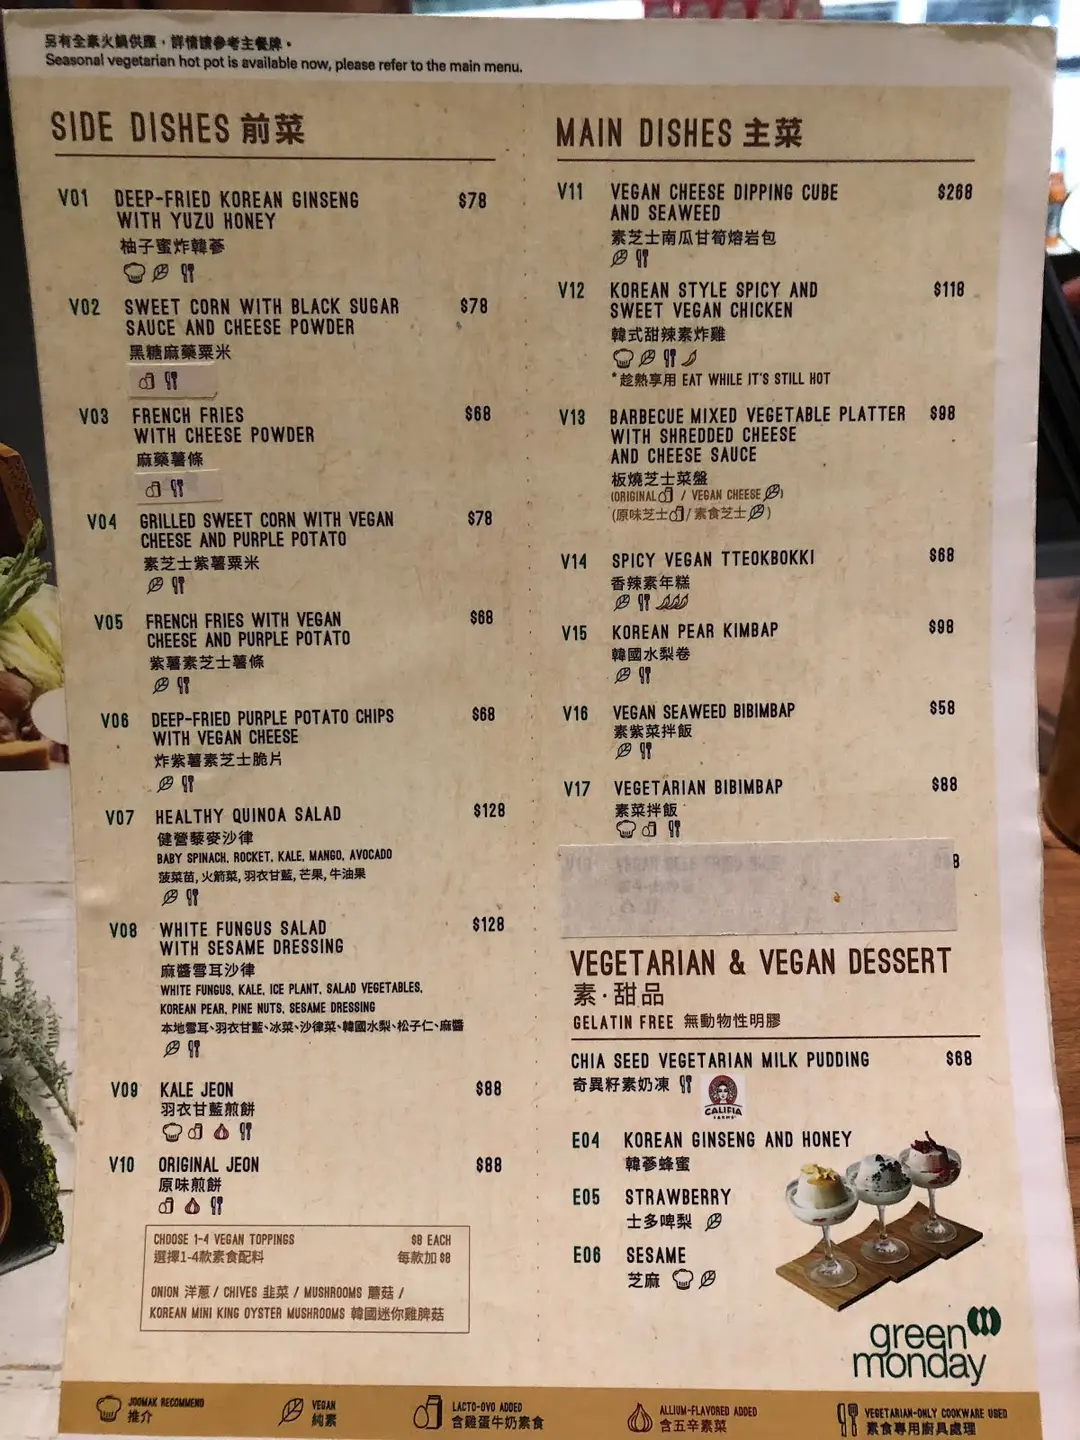 另有全素火鍋供應，詳情請參考主餐牌。
Seasonal vegetarian hot pot is available now, please refer to the main menu.
SIDE DISHES 前菜
V01 DEEP-FRIED KOREAN GINSENG $78
WITH YUZU HONEY
柚子蜜炸韓蔘
V02 SWEET CORN WITH BLACK SUGAR $78
SAUCE AND CHEESE POWDER
黑糖麻藥粟米
V03 FRENCH FRIES $68
WITH CHEESE POWDER
麻藥薯條
V04 GRILLED SWEET CORN WITH VEGAN $78
CHEESE AND PURPLE POTATO
素芝士紫薯粟米
V05 FRENCH FRIES WITH VEGAN $68
CHEESE AND PURPLE POTATO
紫薯素芝士薯條
V06 DEEP-FRIED PURPLE POTATO CHIPS $68
WITH VEGAN CHEESE
炸紫薯素芝士脆片
V07 HEALTHY QUINOA SALAD $128
健營藜麥沙律
BABY SPINACH, ROCKET, KALE, MANGO, AVOCADO
菠菜苗, 火箭菜, 羽衣甘藍, 芒果, 牛油果
V08 WHITE FUNGUS SALAD $128
WITH SESAME DRESSING
麻醬雪耳沙律
WHITE FUNGUS, KALE, ICE PLANT, SALAD VEGETABLES,
KOREAN PEAR, PINE NUTS, SESAME DRESSING
本地雪耳、羽衣甘藍、冰菜、沙律菜、韓國水梨、松子仁、麻醬
V09 KALE JEON $88
羽衣甘藍煎餅
V10 ORIGINAL JEON $88
原味煎餅
CHOOSE 1-4 VEGAN TOPPINGS $8 EACH
選擇1-4款素食配料 每款加 $8
ONION 洋蔥 / CHIVES 韭菜 / MUSHROOMS 蘑菇 /
KOREAN MINI KING OYSTER MUSHROOMS 韓國迷你雞脾菇
MAIN DISHES 主菜
V11 VEGAN CHEESE DIPPING CUBE $268
AND SEAWEED
素芝士南瓜甘筍熔岩包
V12 KOREAN STYLE SPICY AND $118
SWEET VEGAN CHICKEN
韓式甜辣素炸雞
*趁熱享用 EAT WHILE IT'S STILL HOT
V13 BARBECUE MIXED VEGETABLE PLATTER $98
WITH SHREDDED CHEESE
AND CHEESE SAUCE
板燒芝士菜盤
(ORIGINAL / VEGAN CHEESE)
(原味芝士/素食芝士)
V14 SPICY VEGAN TTEOKBOKKI $68
香辣素年糕
V15 KOREAN PEAR KIMBAP $98
韓國水梨卷
V16 VEGAN SEAWEED BIBIMBAP $58
素紫菜拌飯
V17 VEGETARIAN BIBIMBAP $88
素菜拌飯
8
VEGETARIAN & VEGAN DESSERT
素·甜品
GELATIN FREE 無動物性明膠
CHIA SEED VEGETARIAN MILK PUDDING $68
奇異籽素奶凍
CALIFIA
FARMS
E04 KOREAN GINSENG AND HONEY
韓蔘蜂蜜
E05 STRAWBERRY
士多啤梨
E06 SESAME
芝麻
green
monday
JOOMAK RECOMMEND
推介
VEGAN
純素
LACTO-OVO ADDED
含雞蛋牛奶素食
ALLIUM-FLAVORED ADDED
含五辛素菜
VEGETARIAN-ONLY COOKWARE USED
素食專用廚具處理